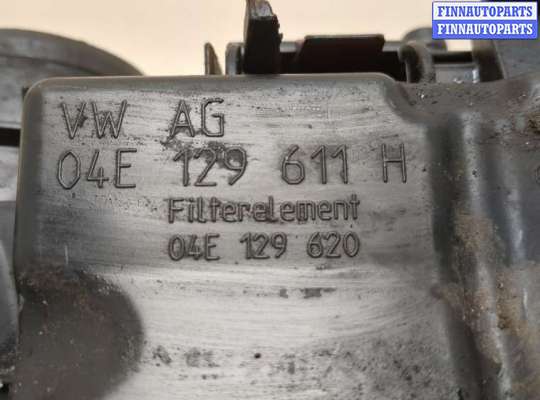 FINNAUTOPARTS
FINNAUTOPARTS
VW AG
04E 129 611 H
Filterelement
04E 129 620